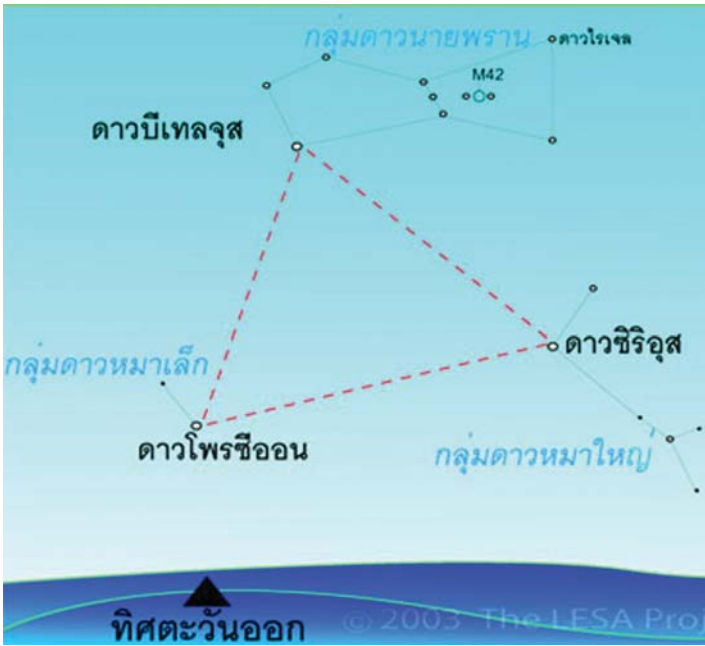 กลุ่มดาวนายพราน
ดาวไรเจล
M42
ดาวบีเทลจุส
ดาวซิริอุส
กลุ่มดาวหมาเล็ก
ดาวโพรซีออน
กลุ่มดาวหมาใหญ่
ทิศตะวันออก
© 2003 The LESA Proj